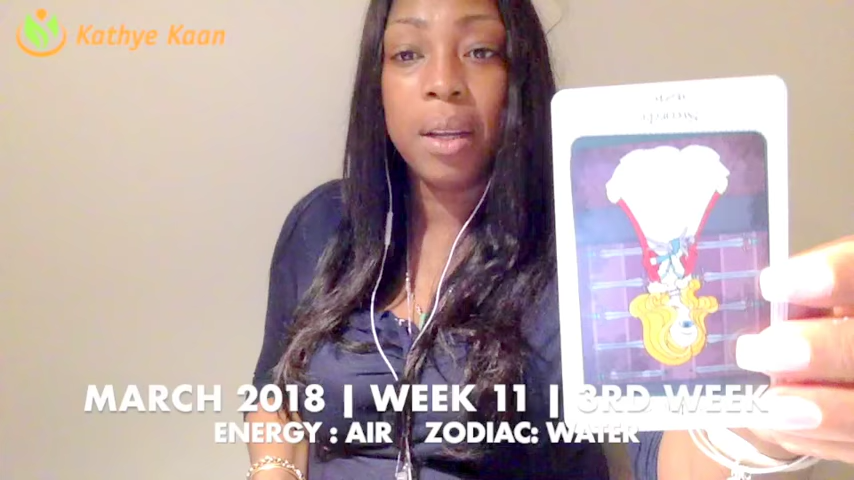 Kathye Kaan
MARCH 2018 | WEEK 11 | 3RD WEEK
ENERGY : AIR ZODIAC: WATER